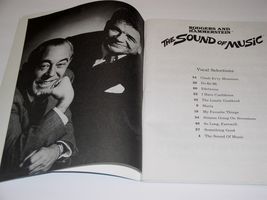 RODGERS AND
HAMMERSTEIN
THE SOUND OF MUSIC
Vocal Selections
Climb Ev'ry Mountain
Do-Re-Mi
Edelweiss
I Have Confidence
The Lonely Goatherd
Maria
My Favorite Things
Sixteen Going On Seventeen
So Long, Farewell
Something Good
The Sound Of Music